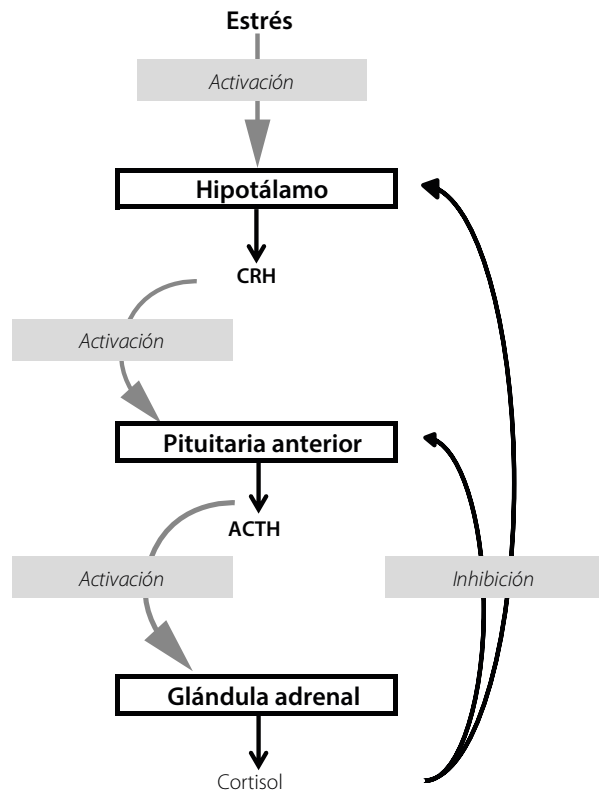 Estrés
Activación
Hipotálamo
CRH
Activación
Pituitaria anterior
ACTH
Activación
Inhibición
Glándula adrenal
Cortisol